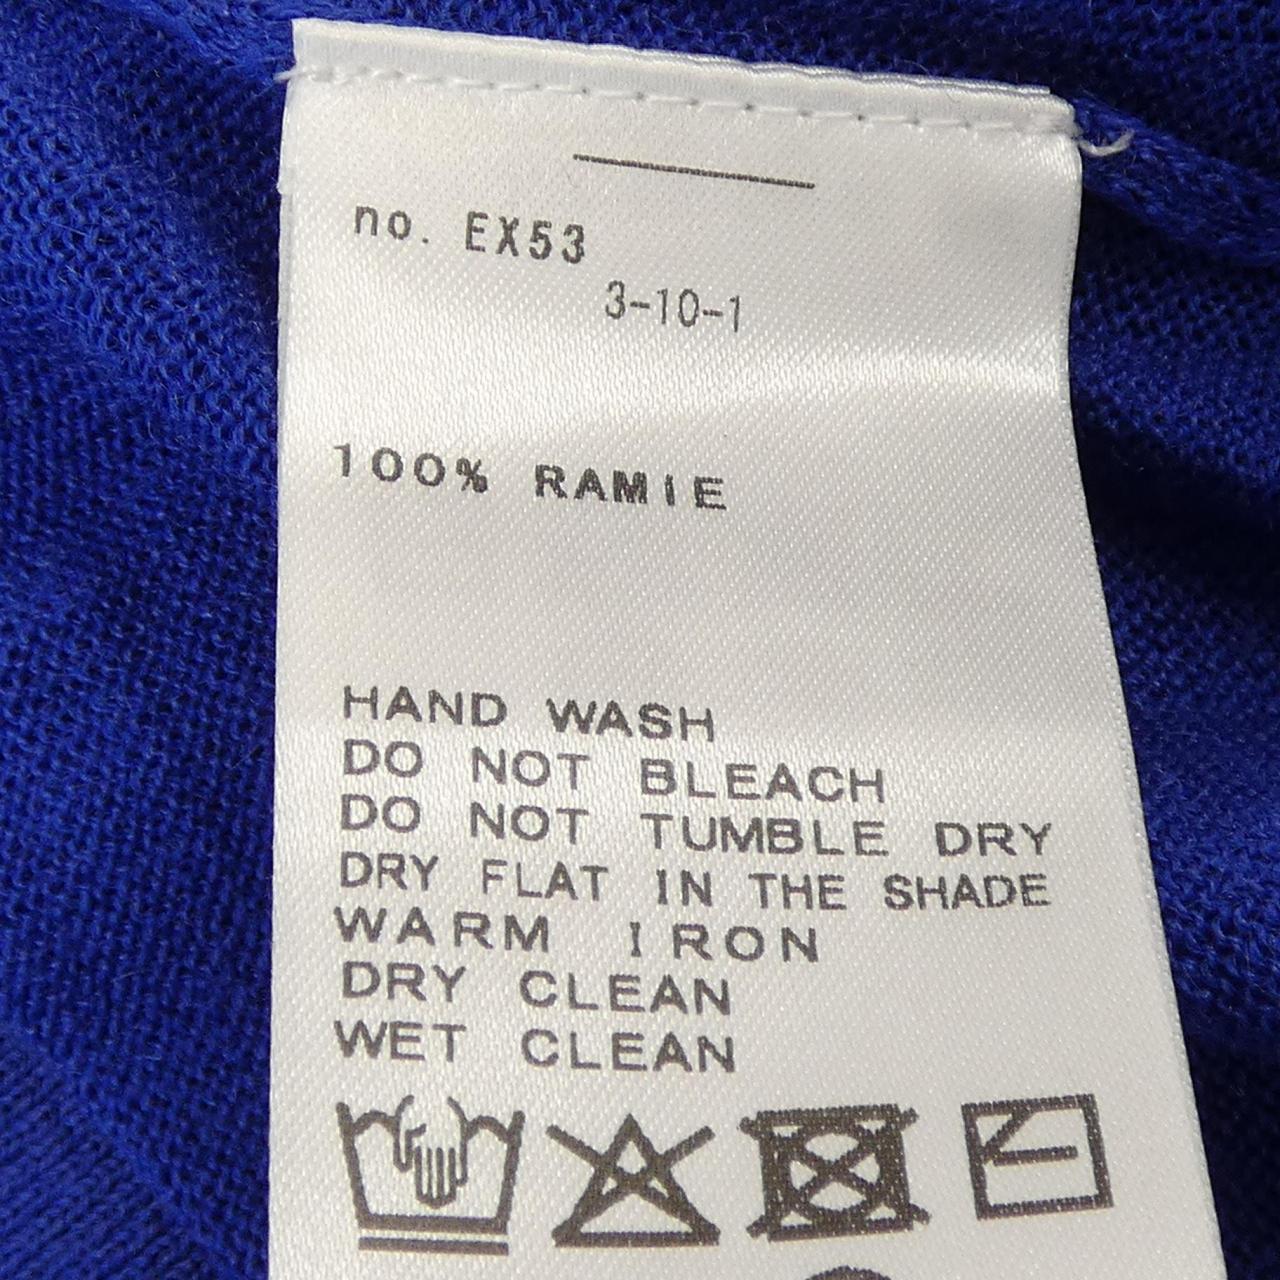 no. EX53
3-10-1
100% RAMIE
HAND WASH
DO NOT BLEACH
DO NOT TUMBLE DRY
DRY FLAT IN THE SHADE
WARM IRON
DRY CLEAN
WET CLEAN